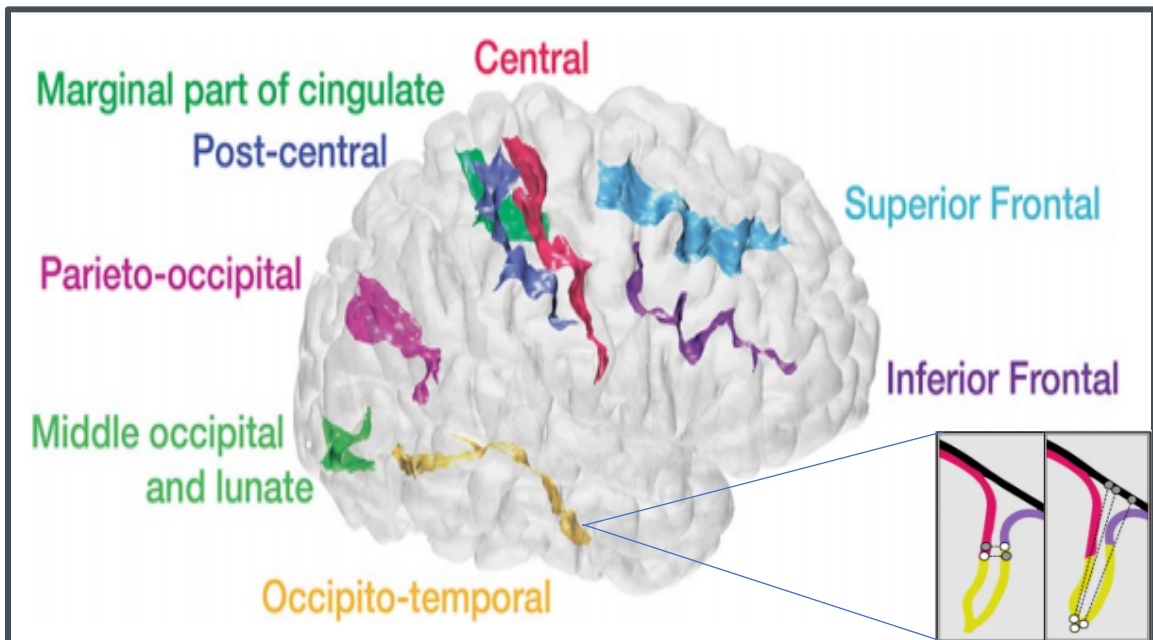 Central
Marginal part of cingulate
Post-central
Superior Frontal
Parieto-occipital
Inferior Frontal
Middle occipital
and lunate
Occipito-temporal